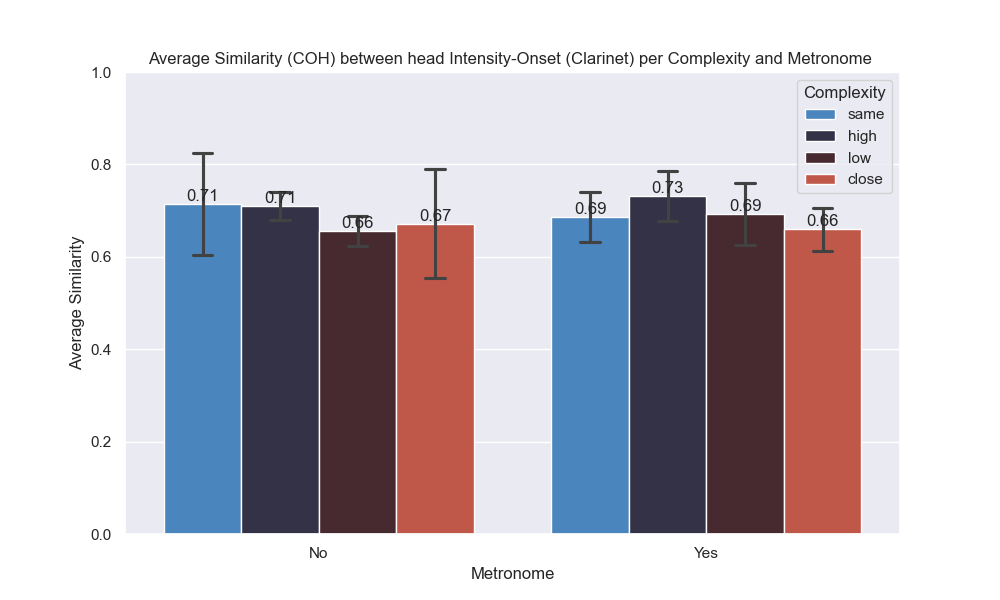 Average Similarity (COH) between head Intensity-Onset (Clarinet) per Complexity and Metronome
1.0
0.8
0.6
0.4
0.2
0.0
Average Similarity
Complexity
same
high
low
close
0.71
0.71
0.66
0.67
0.69
0.73
0.69
0.66
No
Yes
Metronome